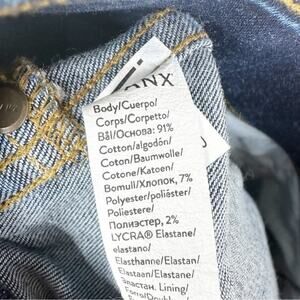 ANX
Body/Cuerpo/
Corps/Corpetto/
Bål/Основа: 91%
Cotton/algodón/
Coton/Baumwolle/
Cotone/Katoen/
Bomull/Хлопок, 7%
Polyester/poliéster/
Poliestere/
Полиэстер, 2%
LYCRA® Elastane/
elastano/
Elasthanne/Elastan/
Elastaan/Elastane/
Эластан. Lining/